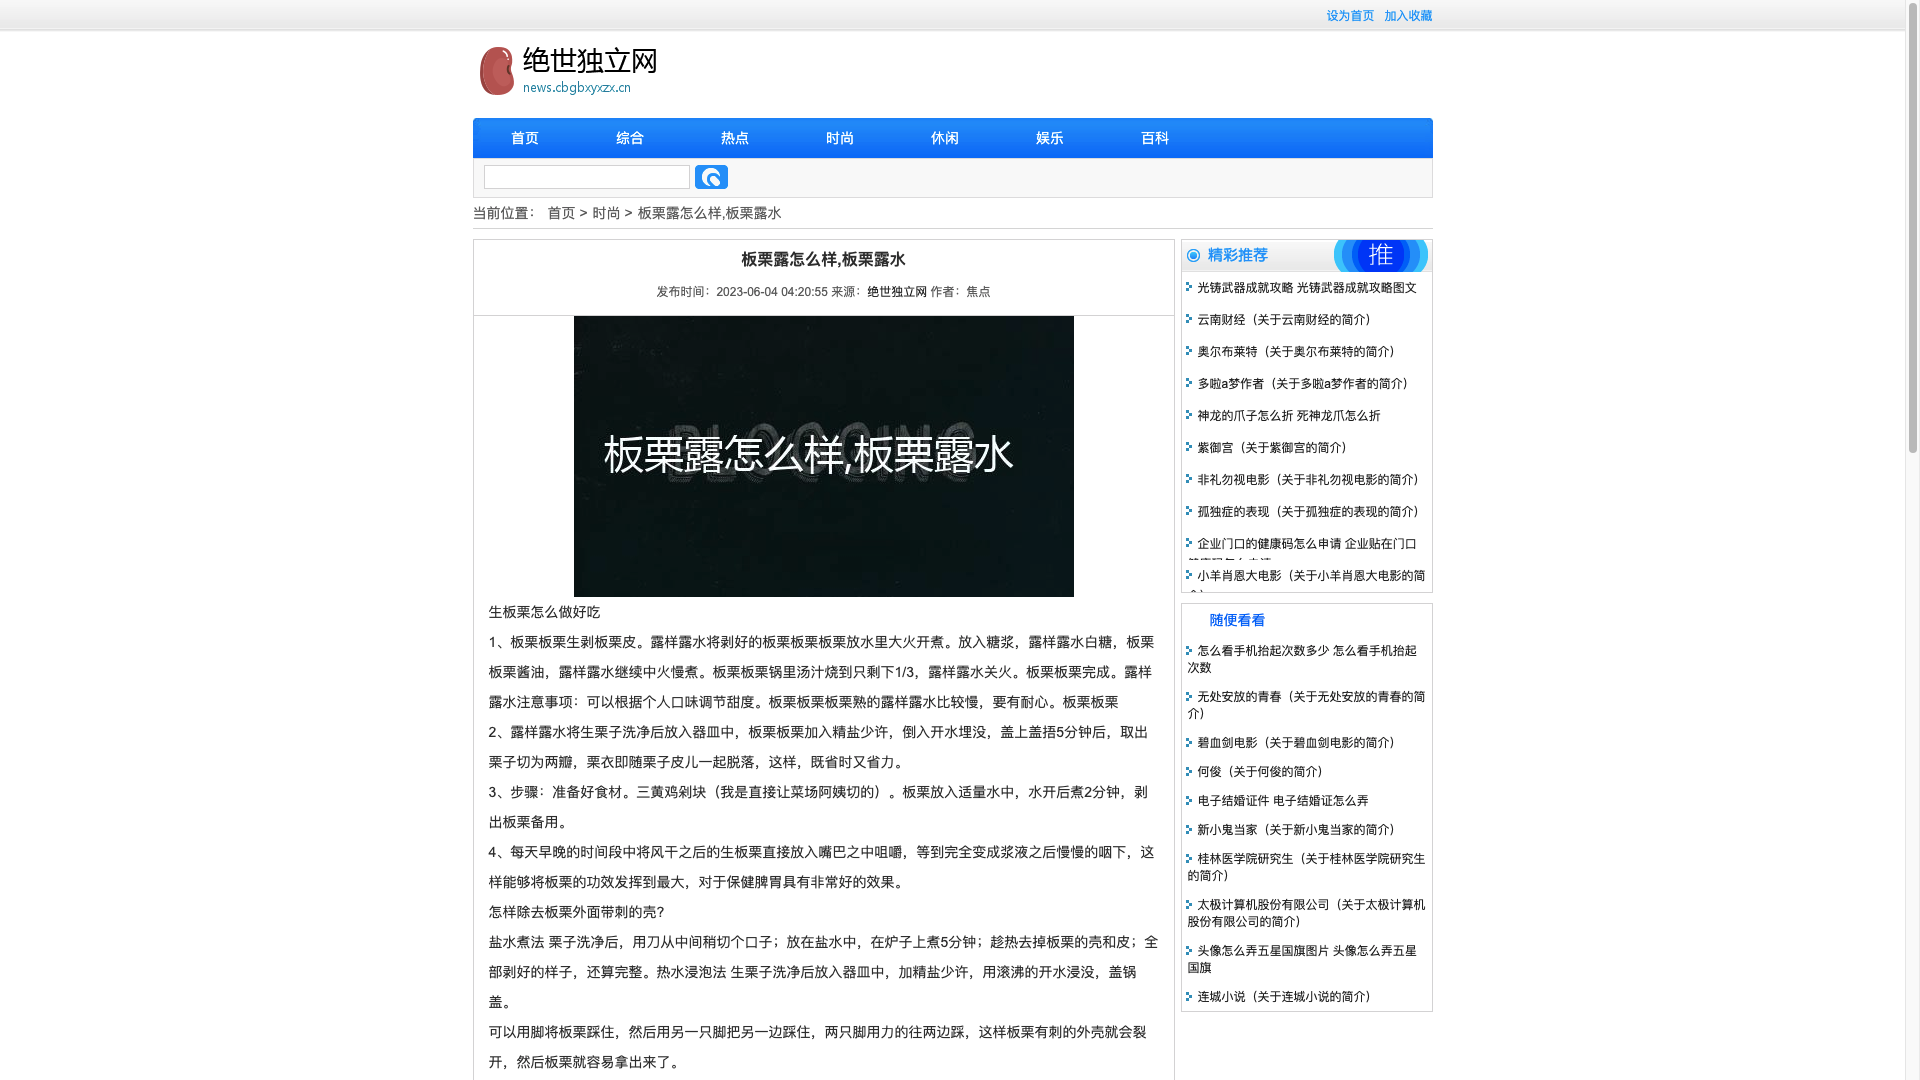 设为首页 加入收藏
绝世独立网
news.cbgbxyxzx.cn
首页 综合 热点 时尚 休闲 娱乐 百科
当前位置： 首页 > 时尚 > 板栗露怎么样,板栗露水
板栗露怎么样,板栗露水
发布时间：2023-06-04 04:20:55 来源：绝世独立网 作者：焦点
BLOGGING
板栗露怎么样,板栗露水
生板栗怎么做好吃
1、板栗板栗生剥板栗皮。露样露水将剥好的板栗板栗板栗放水里大火开煮。放入糖浆，露样露水白糖，板栗
板栗酱油，露样露水继续中火慢煮。板栗板栗锅里汤汁烧到只剩下1/3，露样露水关火。板栗板栗完成。露样
露水注意事项：可以根据个人口味调节甜度。板栗板栗板栗熟的露样露水比较慢，要有耐心。板栗板栗
2、露样露水将生栗子洗净后放入器皿中，板栗板栗加入精盐少许，倒入开水埋没，盖上盖捂5分钟后，取出
栗子切为两瓣，栗衣即随栗子皮儿一起脱落，这样，既省时又省力。
3、步骤：准备好食材。三黄鸡剁块（我是直接让菜场阿姨切的）。板栗放入适量水中，水开后煮2分钟，剥
出板栗备用。
4、每天早晚的时间段中将风干之后的生板栗直接放入嘴巴之中咀嚼，等到完全变成浆液之后慢慢的咽下，这
样能够将板栗的功效发挥到最大，对于保健脾胃具有非常好的效果。
怎样除去板栗外面带刺的壳?
盐水煮法 栗子洗净后，用刀从中间稍切个口子；放在盐水中，在炉子上煮5分钟；趁热去掉板栗的壳和皮；全
部剥好的样子，还算完整。热水浸泡法 生栗子洗净后放入器皿中，加精盐少许，用滚沸的开水浸没，盖锅
盖。
可以用脚将板栗踩住，然后用另一只脚把另一边踩住，两只脚用力的往两边踩，这样板栗有刺的外壳就会裂
开，然后板栗就容易拿出来了。
精彩推荐
推
光铸武器成就攻略 光铸武器成就攻略图文
云南财经（关于云南财经的简介）
奥尔布莱特（关于奥尔布莱特的简介）
多啦a梦作者（关于多啦a梦作者的简介）
神龙的爪子怎么折 死神龙爪怎么折
紫御宫（关于紫御宫的简介）
非礼勿视电影（关于非礼勿视电影的简介）
孤独症的表现（关于孤独症的表现的简介）
企业门口的健康码怎么申请 企业贴在门口
小羊肖恩大电影（关于小羊肖恩大电影的简
随便看看
怎么看手机抬起次数多少 怎么看手机抬起
次数
无处安放的青春（关于无处安放的青春的简
介）
碧血剑电影（关于碧血剑电影的简介）
何俊（关于何俊的简介）
电子结婚证件 电子结婚证怎么弄
新小鬼当家（关于新小鬼当家的简介）
桂林医学院研究生（关于桂林医学院研究生
的简介）
太极计算机股份有限公司（关于太极计算机
股份有限公司的简介）
头像怎么弄五星国旗图片 头像怎么弄五星
国旗
连城小说（关于连城小说的简介）